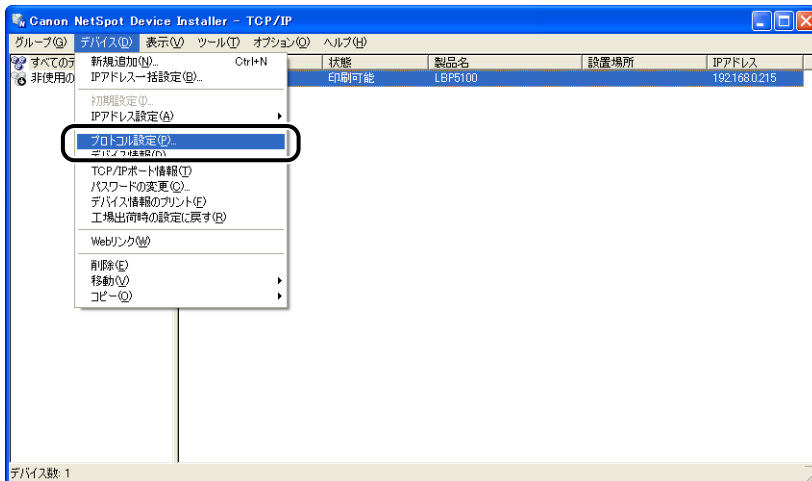 Canon NetSpot Device Installer - TCP/IP
グループ(G) デバイス(D) 表示(V) ツール(T) オプション(O) ヘルプ(H)
すべてのデ 状態 製品名 設置場所 IPアドレス
非使用の 印刷可能 LBP5100 192.168.0.215
新規追加(N)... Ctrl+N
IPアドレス一括設定(B)...
初期設定(I)...
IPアドレス設定(A)
プロトコル設定(P)...
デバイス情報(D)
TCP/IPポート情報(T)
パスワードの変更(C)...
デバイス情報のプリント(F)
工場出荷時の設定に戻す(R)
Webリンク(W)
削除(E)
移動(V)
コピー(O)
デバイス数: 1